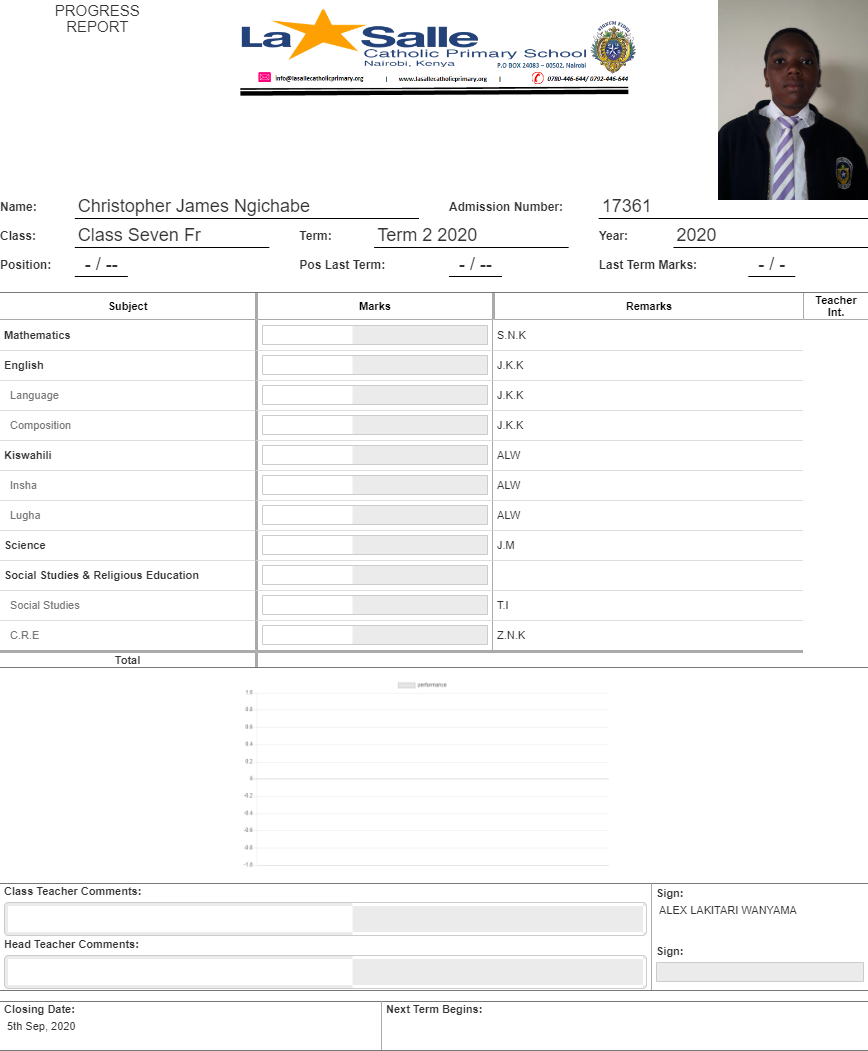 PROGRESS
REPORT
La Salle
Catholic Primary School
Nairobi, Kenya
P.O BOX 24083 – 00502, Nairobi
info@lasallecatholicprimary.org | www.lasallecatholicprimary.org | 0780-446-644/ 0792-446-644
Name: Christopher James Ngichabe Admission Number: 17361
Class: Class Seven Fr Term: Term 2 2020 Year: 2020
Position: - / -- Pos Last Term: - / -- Last Term Marks: - / -
Subject Marks Remarks Teacher Int.
Mathematics S.N.K
English J.K.K
Language J.K.K
Composition J.K.K
Kiswahili ALW
Insha ALW
Lugha ALW
Science J.M
Social Studies & Religious Education
Social Studies T.I
C.R.E Z.N.K
Total
performance
1.0
0.8
0.6
0.4
0.2
0
-0.2
-0.4
-0.6
-0.8
-1.0
Class Teacher Comments: Sign:
ALEX LAKITARI WANYAMA
Head Teacher Comments: Sign:
Closing Date: Next Term Begins:
5th Sep, 2020